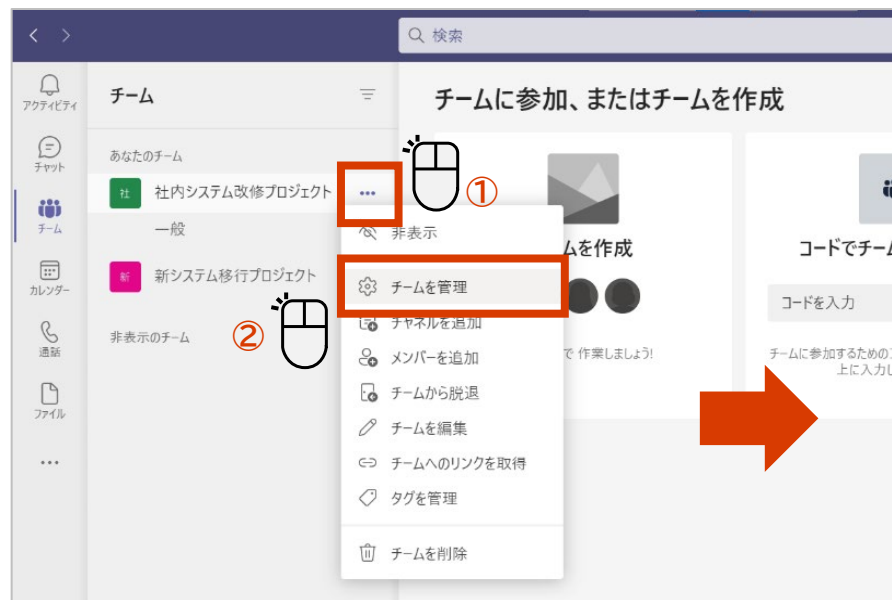 検索
アクティビティ
チャット
チーム
カレンダー
通話
ファイル
チーム
あなたのチーム
社
社内システム改修プロジェクト
一般
新
新システム移行プロジェクト
非表示のチーム
①
②
非表示
チームを管理
チャネルを追加
メンバーを追加
チームから脱退
チームを編集
チームへのリンクを取得
タグを管理
チームを削除
チームに参加、またはチームを作成
ムを作成
で 作業しましょう!
コードでチーム
コードを入力
チームに参加するための
上に入力し